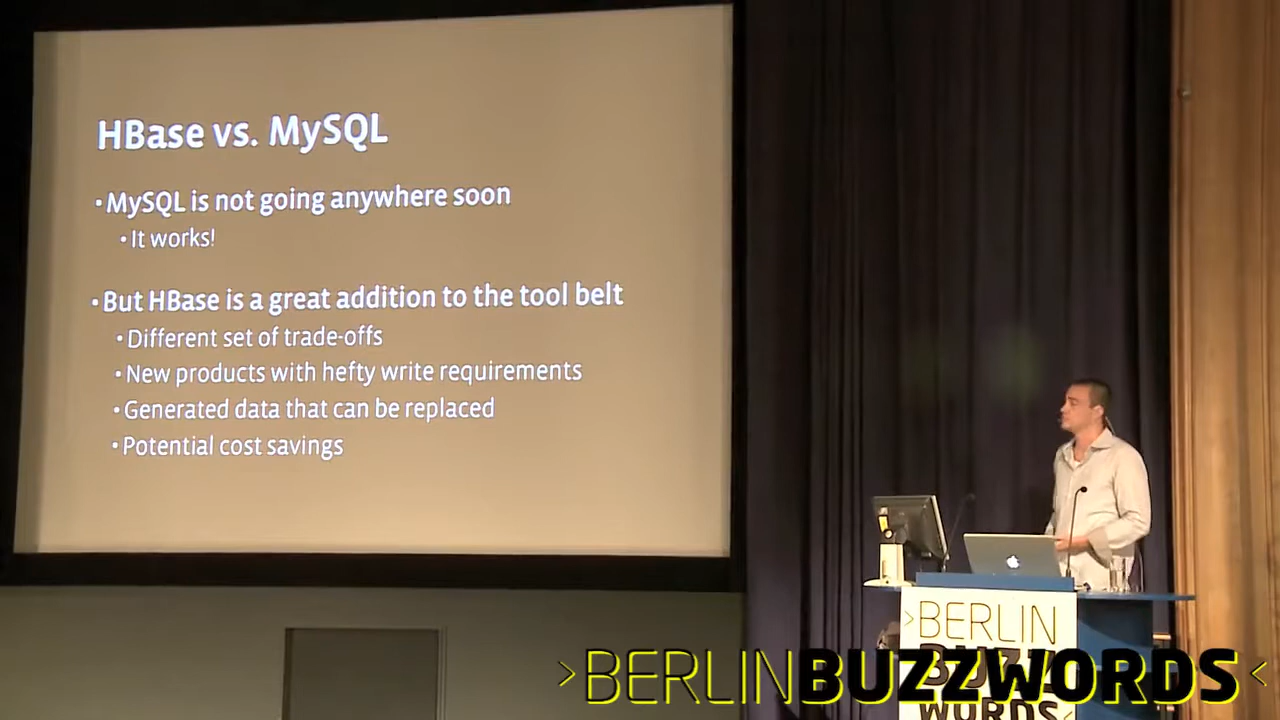 HBase vs. MySQL
• MySQL is not going anywhere soon
• It works!
• But HBase is a great addition to the tool belt
• Different set of trade-offs
• New products with hefty write requirements
• Generated data that can be replaced
• Potential cost savings
>BERLIN
BUZZ
WORDS<
>BERLINBUZZWORDS<